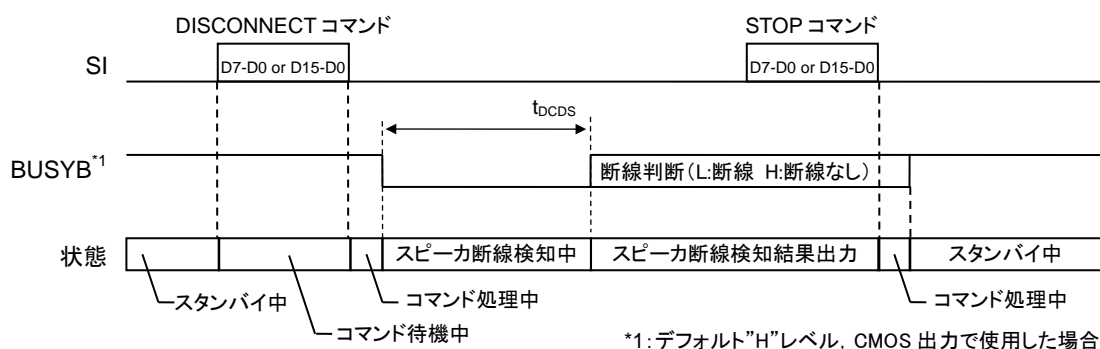 DISCONNECT コマンド
STOP コマンド
SI
D7-D0 or D15-D0
D7-D0 or D15-D0
tDCDS
BUSYB*1
断線判断(L:断線 H:断線なし)
状態
スピーカ断線検知中
スピーカ断線検知結果出力
スタンバイ中
スタンバイ中
コマンド処理中
コマンド処理中
コマンド待機中
*1:デフォルト"H"レベル, CMOS 出力で使用した場合